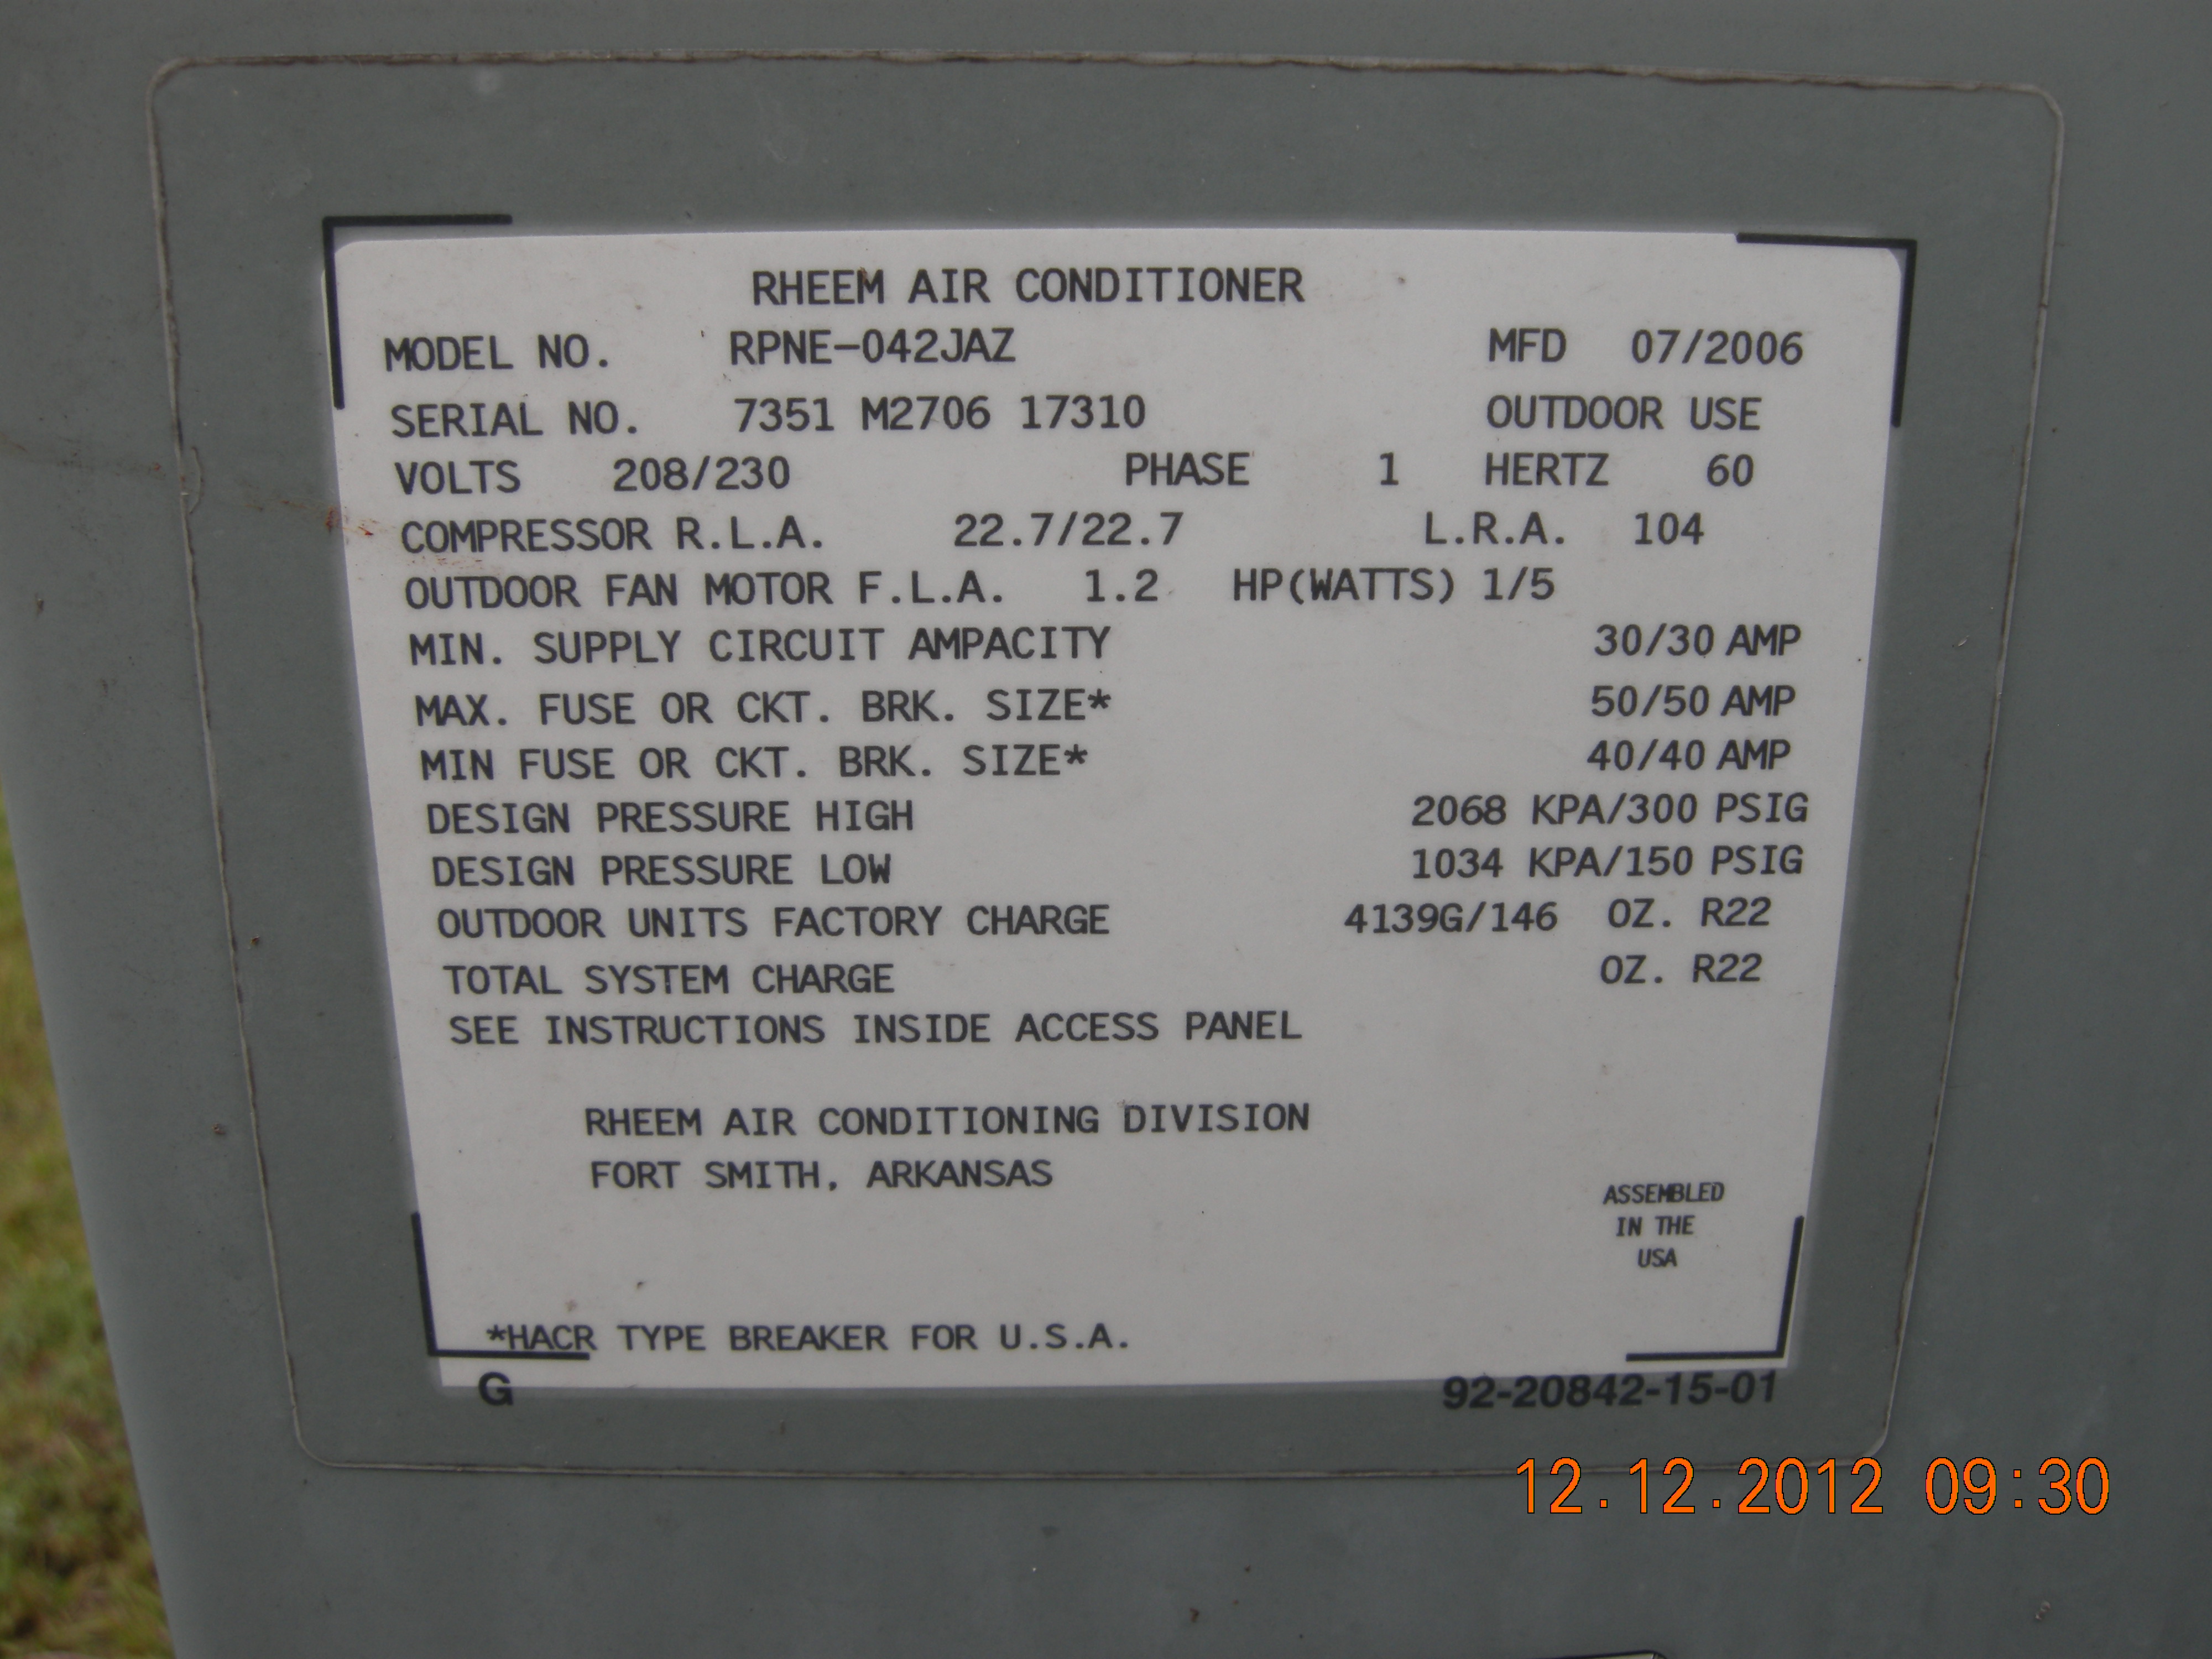 RHEEM AIR CONDITIONER
MODEL NO. RPNE-042JAZ MFD 07/2006
SERIAL NO. 7351 M2706 17310 OUTDOOR USE
VOLTS 208/230 PHASE 1 HERTZ 60
COMPRESSOR R.L.A. 22.7/22.7 L.R.A. 104
OUTDOOR FAN MOTOR F.L.A. 1.2 HP(WATTS) 1/5
MIN. SUPPLY CIRCUIT AMPACITY 30/30 AMP
MAX. FUSE OR CKT. BRK. SIZE* 50/50 AMP
MIN FUSE OR CKT. BRK. SIZE* 40/40 AMP
DESIGN PRESSURE HIGH 2068 KPA/300 PSIG
DESIGN PRESSURE LOW 1034 KPA/150 PSIG
OUTDOOR UNITS FACTORY CHARGE 4139G/146 OZ. R22
TOTAL SYSTEM CHARGE OZ. R22
SEE INSTRUCTIONS INSIDE ACCESS PANEL
RHEEM AIR CONDITIONING DIVISION
FORT SMITH, ARKANSAS
ASSEMBLED
IN THE
USA
*HACR TYPE BREAKER FOR U.S.A.
G 92-20842-15-01
12.12.2012 09:30